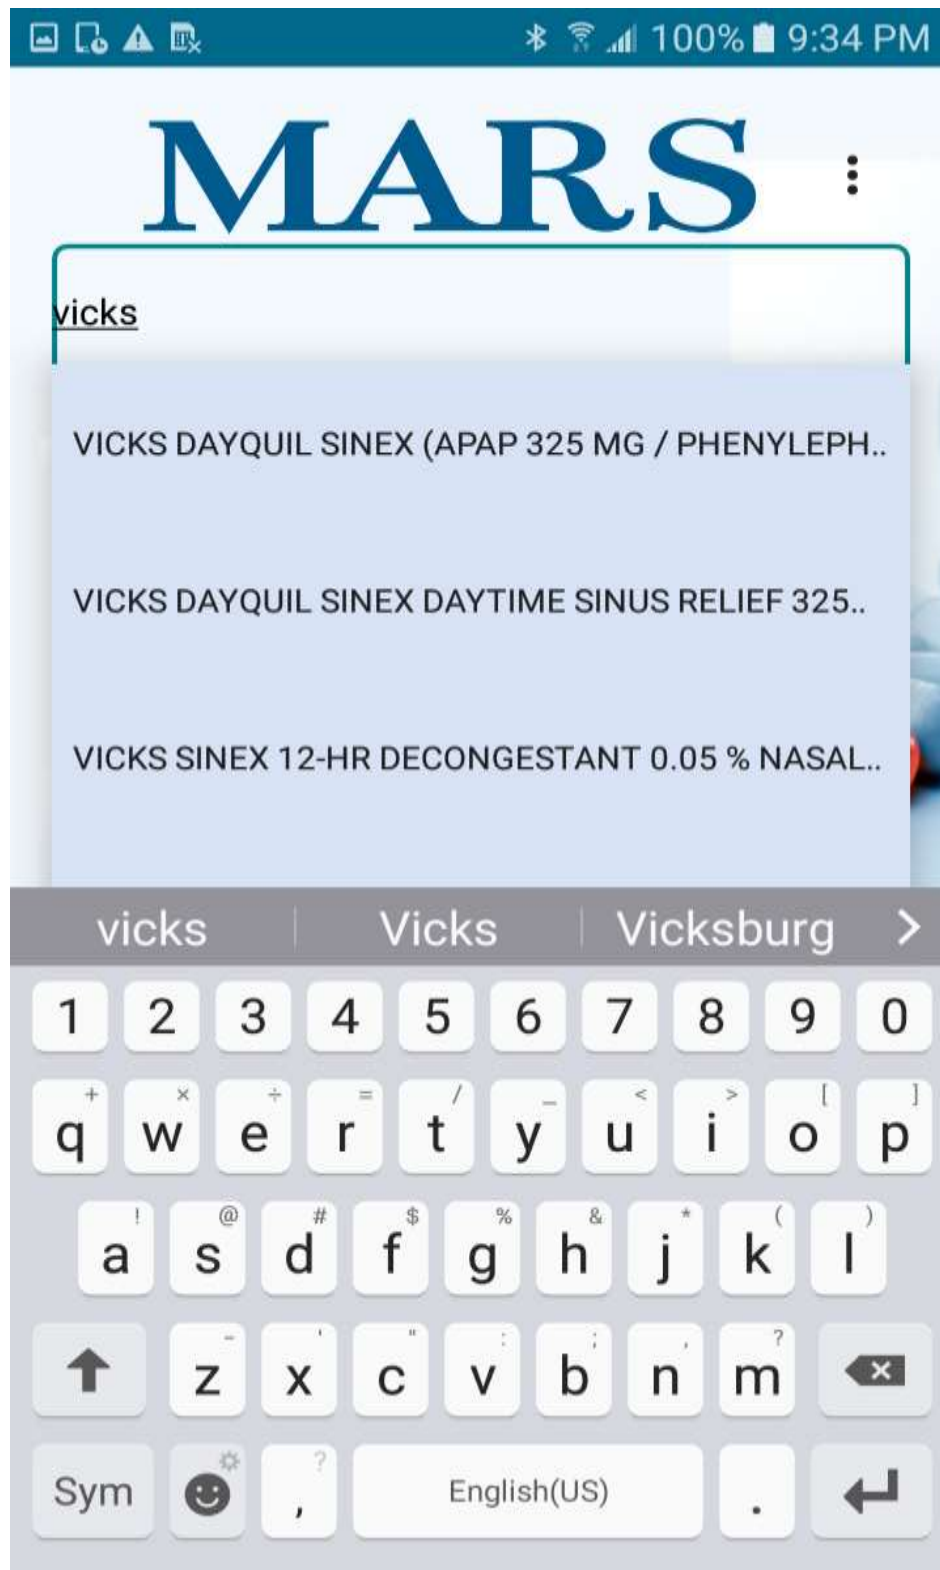 100% 9:34 PM
MARS
vicks
VICKS DAYQUIL SINEX (APAP 325 MG / PHENYLEPH..
VICKS DAYQUIL SINEX DAYTIME SINUS RELIEF 325..
VICKS SINEX 12-HR DECONGESTANT 0.05 % NASAL..
vicks Vicks Vicksburg >
1 2 3 4 5 6 7 8 9 0
+ × ÷ = / _ < > [ ]
q w e r t y u i o p
! @ # $ % & * ( )
a s d f g h j k l
- ' " : ; , ?
z x c v b n m
Sym , ? English(US) .